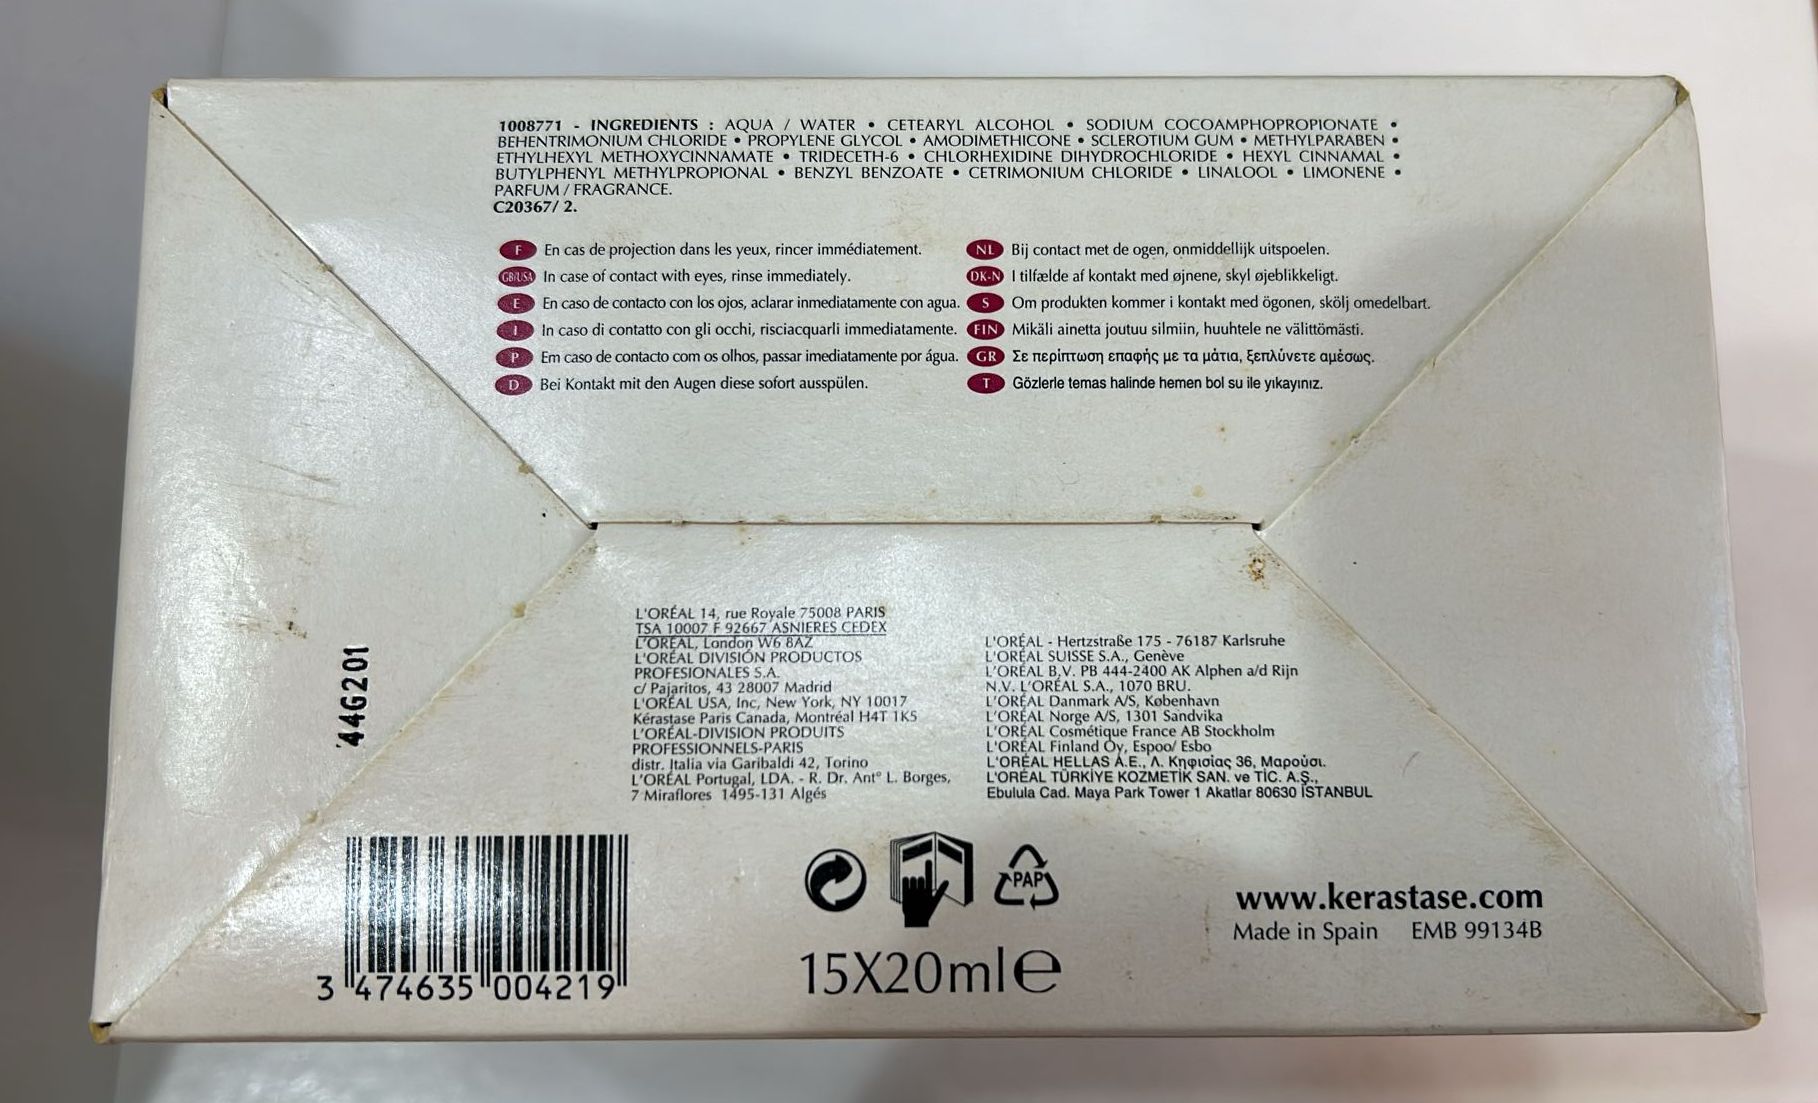 1008771 - INGREDIENTS : AQUA / WATER • CETEARYL ALCOHOL • SODIUM COCOAMPHOPROPIONATE •
BEHENTRIMONIUM CHLORIDE • PROPYLENE GLYCOL • AMODIMETHICONE • SCLEROTIUM GUM • METHYLPARABEN •
ETHYLHEXYL METHOXYCINNAMATE • TRIDECETH-6 • CHLORHEXIDINE DIHYDROCHLORIDE • HEXYL CINNAMAL •
BUTYLPHENYL METHYLPROPIONAL • BENZYL BENZOATE • CETRIMONIUM CHLORIDE • LINALOOL • LIMONENE •
PARFUM / FRAGRANCE.
C20367/ 2.
F En cas de projection dans les yeux, rincer immédiatement.
GB/USA In case of contact with eyes, rinse immediately.
E En caso de contacto con los ojos, aclarar inmediatamente con agua.
I In caso di contatto con gli occhi, risciacquarli immediatamente.
P Em caso de contacto com os olhos, passar imediatamente por água.
D Bei Kontakt mit den Augen diese sofort ausspülen.
NL Bij contact met de ogen, onmiddellijk uitspoelen.
DK-N I tilfælde af kontakt med øjnene, skyl øjeblikkeligt.
S Om produkten kommer i kontakt med ögonen, skölj omedelbart.
FIN Mikäli ainetta joutuu silmiin, huuhtele ne välittömästi.
GR Σε περίπτωση επαφής με τα μάτια, ξεπλύνετε αμέσως.
T Gözlerle temas halinde hemen bol su ile yıkayınız.
44G201
L'ORÉAL 14, rue Royale 75008 PARIS
TSA 10007 F 92667 ASNIERES CEDEX
L'ORÉAL, London W6 8AZ
L'ORÉAL DIVISIÓN PRODUCTOS
PROFESIONALES S.A.
c/ Pajaritos, 43 28007 Madrid
L'ORÉAL USA, Inc, New York, NY 10017
Kérastase Paris Canada, Montréal H4T 1K5
L'ORÉAL-DIVISION PRODUITS
PROFESSIONNELS-PARIS
distr. Italia via Garibaldi 42, Torino
L'ORÉAL Portugal, LDA. - R. Dr. Ant° L. Borges,
7 Miraflores 1495-131 Algés
L'ORÉAL - Hertzstraße 175 - 76187 Karlsruhe
L'ORÉAL SUISSE S.A., Genève
L'ORÉAL B.V. PB 444-2400 AK Alphen a/d Rijn
N.V. L'ORÉAL S.A., 1070 BRU.
L'ORÉAL Danmark A/S, København
L'ORÉAL Norge A/S, 1301 Sandvika
L'ORÉAL Cosmétique France AB Stockholm
L'ORÉAL Finland Oy, Espoo/ Esbo
L'ORÉAL HELLAS A.E., Λ. Κηφισίας 36, Μαρούσι.
L'ORÉAL TÜRKİYE KOZMETİK SAN. ve TİC. A.Ş.,
Ebulula Cad. Maya Park Tower 1 Akatlar 80630 İSTANBUL
3 474635 004219
PAP
15X20ml e
www.kerastase.com
Made in Spain EMB 99134B